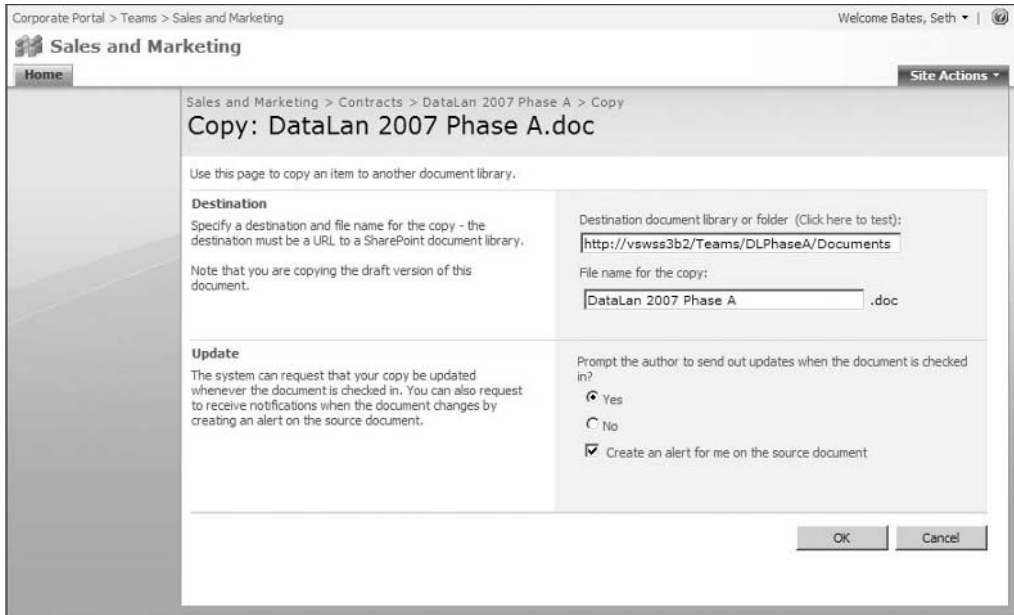 Corporate Portal > Teams > Sales and Marketing
Welcome Bates, Seth
Sales and Marketing
Home
Site Actions
Sales and Marketing > Contracts > DataLan 2007 Phase A > Copy
Copy: DataLan 2007 Phase A.doc
Use this page to copy an item to another document library.
Destination
Specify a destination and file name for the copy - the
destination must be a URL to a SharePoint document library.
Note that you are copying the draft version of this
document.
Destination document library or folder (Click here to test):
http://vswss3b2/Teams/DLPhaseA/Documents
File name for the copy:
DataLan 2007 Phase A .doc
Update
The system can request that your copy be updated
whenever the document is checked in. You can also request
to receive notifications when the document changes by
creating an alert on the source document.
Prompt the author to send out updates when the document is checked
in?
Yes
No
Create an alert for me on the source document
OK Cancel